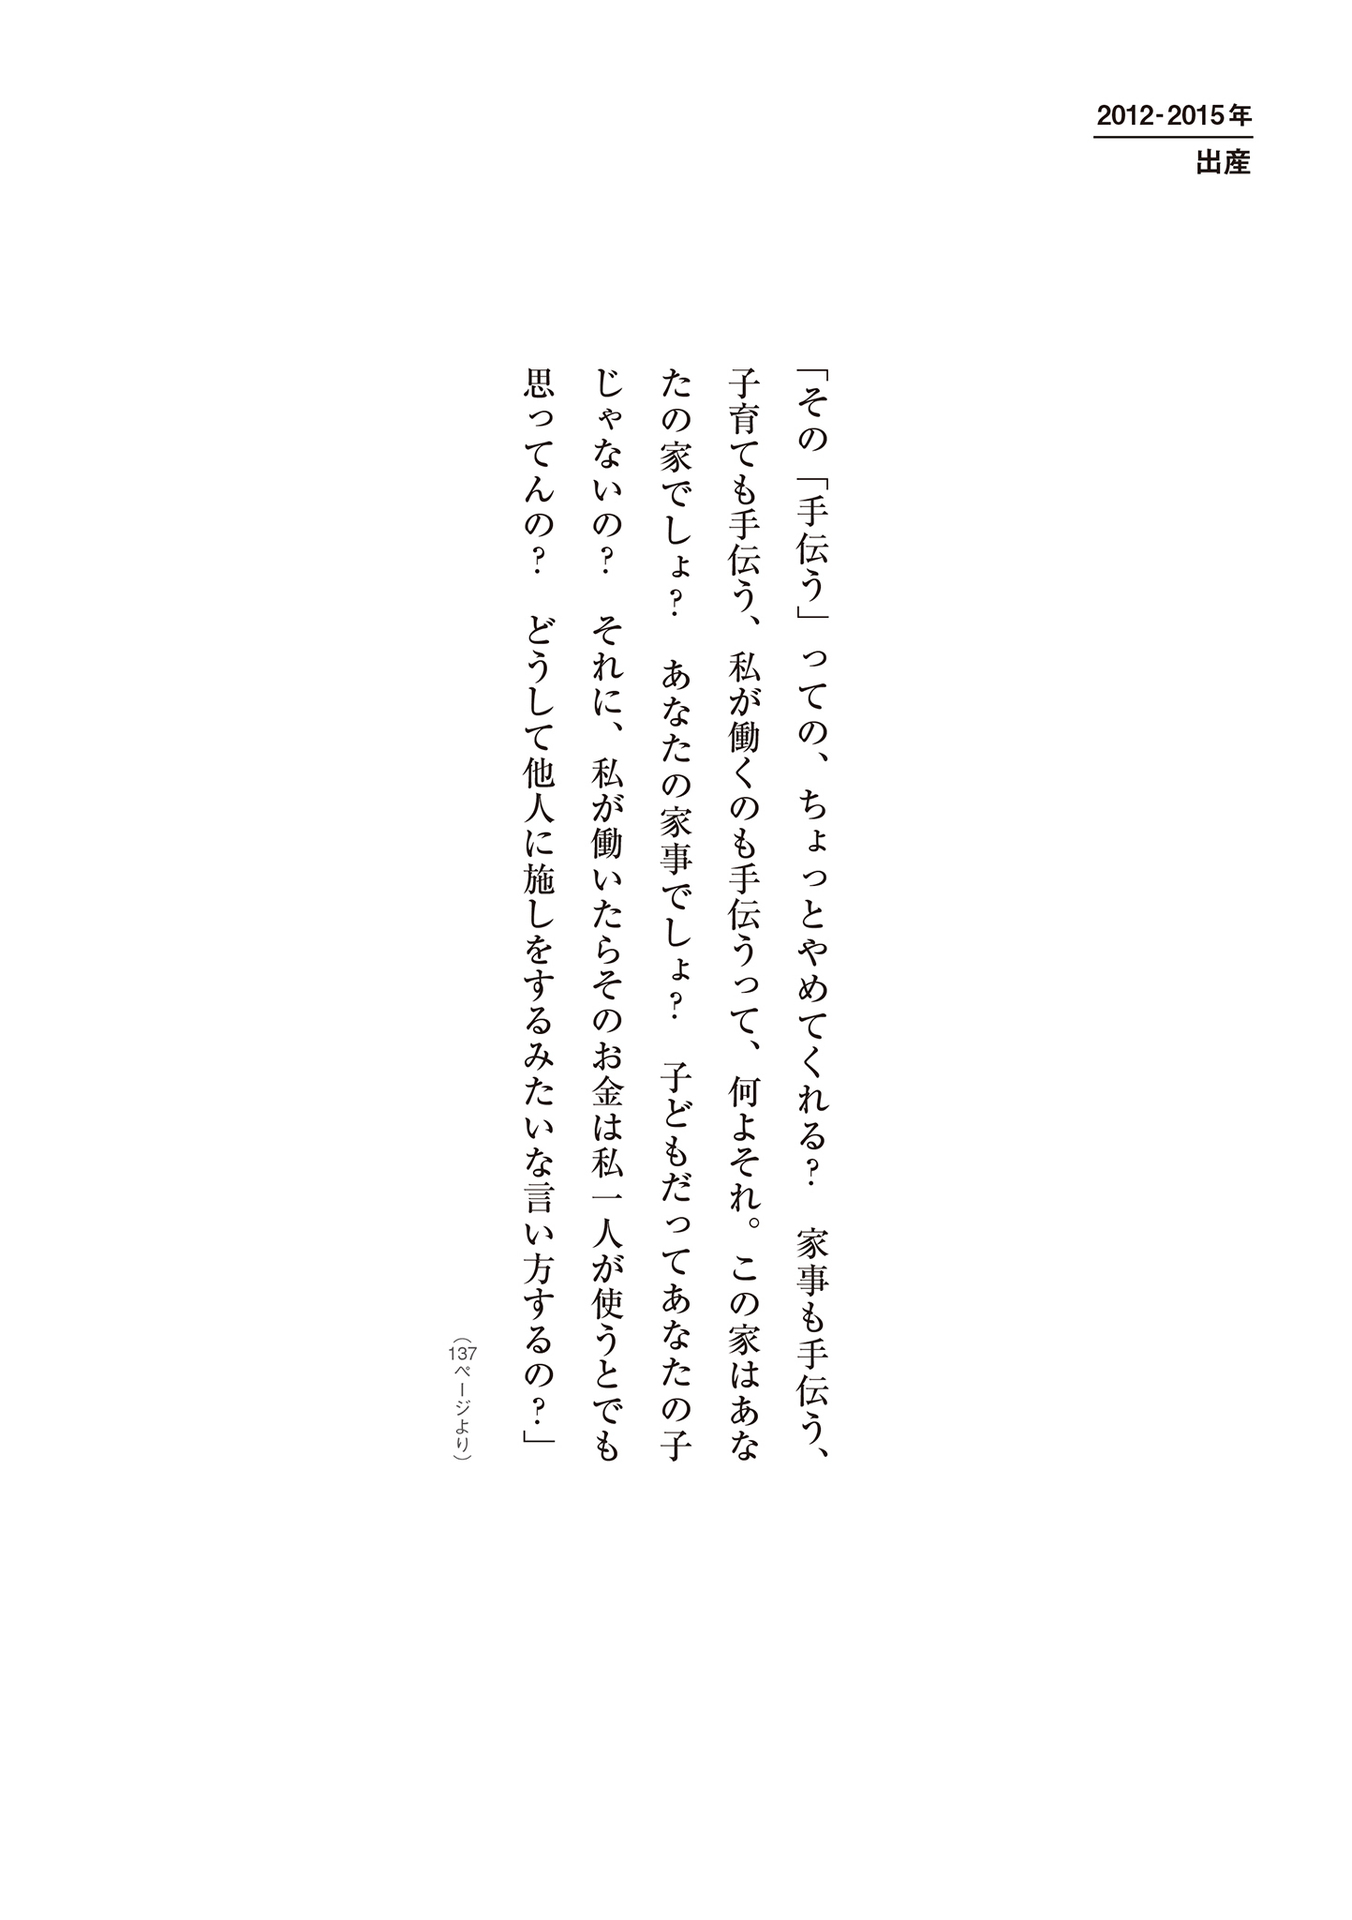 2012-2015年
出産
「その「手伝う」っての、ちょっとやめてくれる？　家事も手伝う、
子育ても手伝う、私が働くのも手伝うって、何よそれ。この家はあな
たの家でしょ？　あなたの家事でしょ？　子どもだってあなたの子
じゃないの？　それに、私が働いたらそのお金は私一人が使うとでも
思ってんの？　どうして他人に施しをするみたいな言い方するの？」
（137ページより）